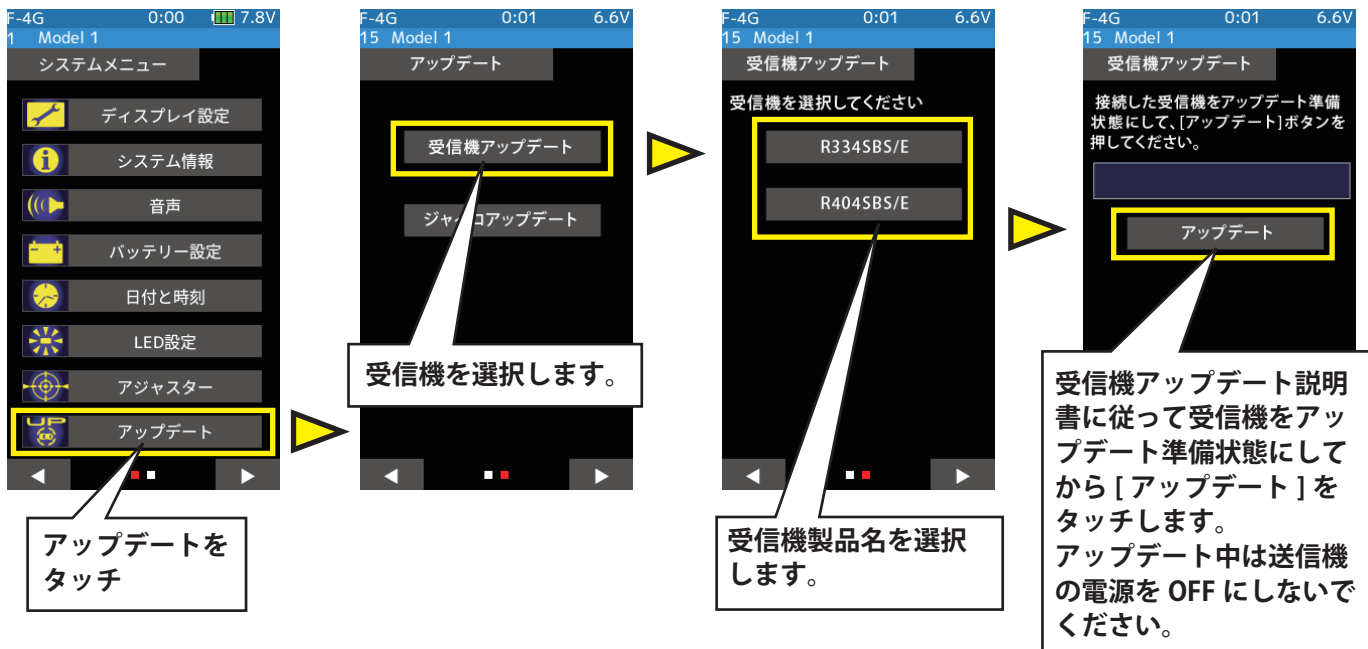 F-4G 0:00 7.8V
1 Model 1
システムメニュー
ディスプレイ設定
システム情報
音声
バッテリー設定
日付と時刻
LED設定
アジャスター
UP アップデート
アップデートを
タッチ
F-4G 0:01 6.6V
15 Model 1
アップデート
受信機アップデート
ジャイロアップデート
受信機を選択します。
F-4G 0:01 6.6V
15 Model 1
受信機アップデート
受信機を選択してください
R334SBS/E
R404SBS/E
受信機製品名を選択
します。
F-4G 0:01 6.6V
15 Model 1
受信機アップデート
接続した受信機をアップデート準備
状態にして、[アップデート]ボタンを
押してください。
アップデート
受信機アップデート説明
書に従って受信機をアッ
プデート準備状態にして
から [ アップデート ] を
タッチします。
アップデート中は送信機
の電源を OFF にしないで
ください。